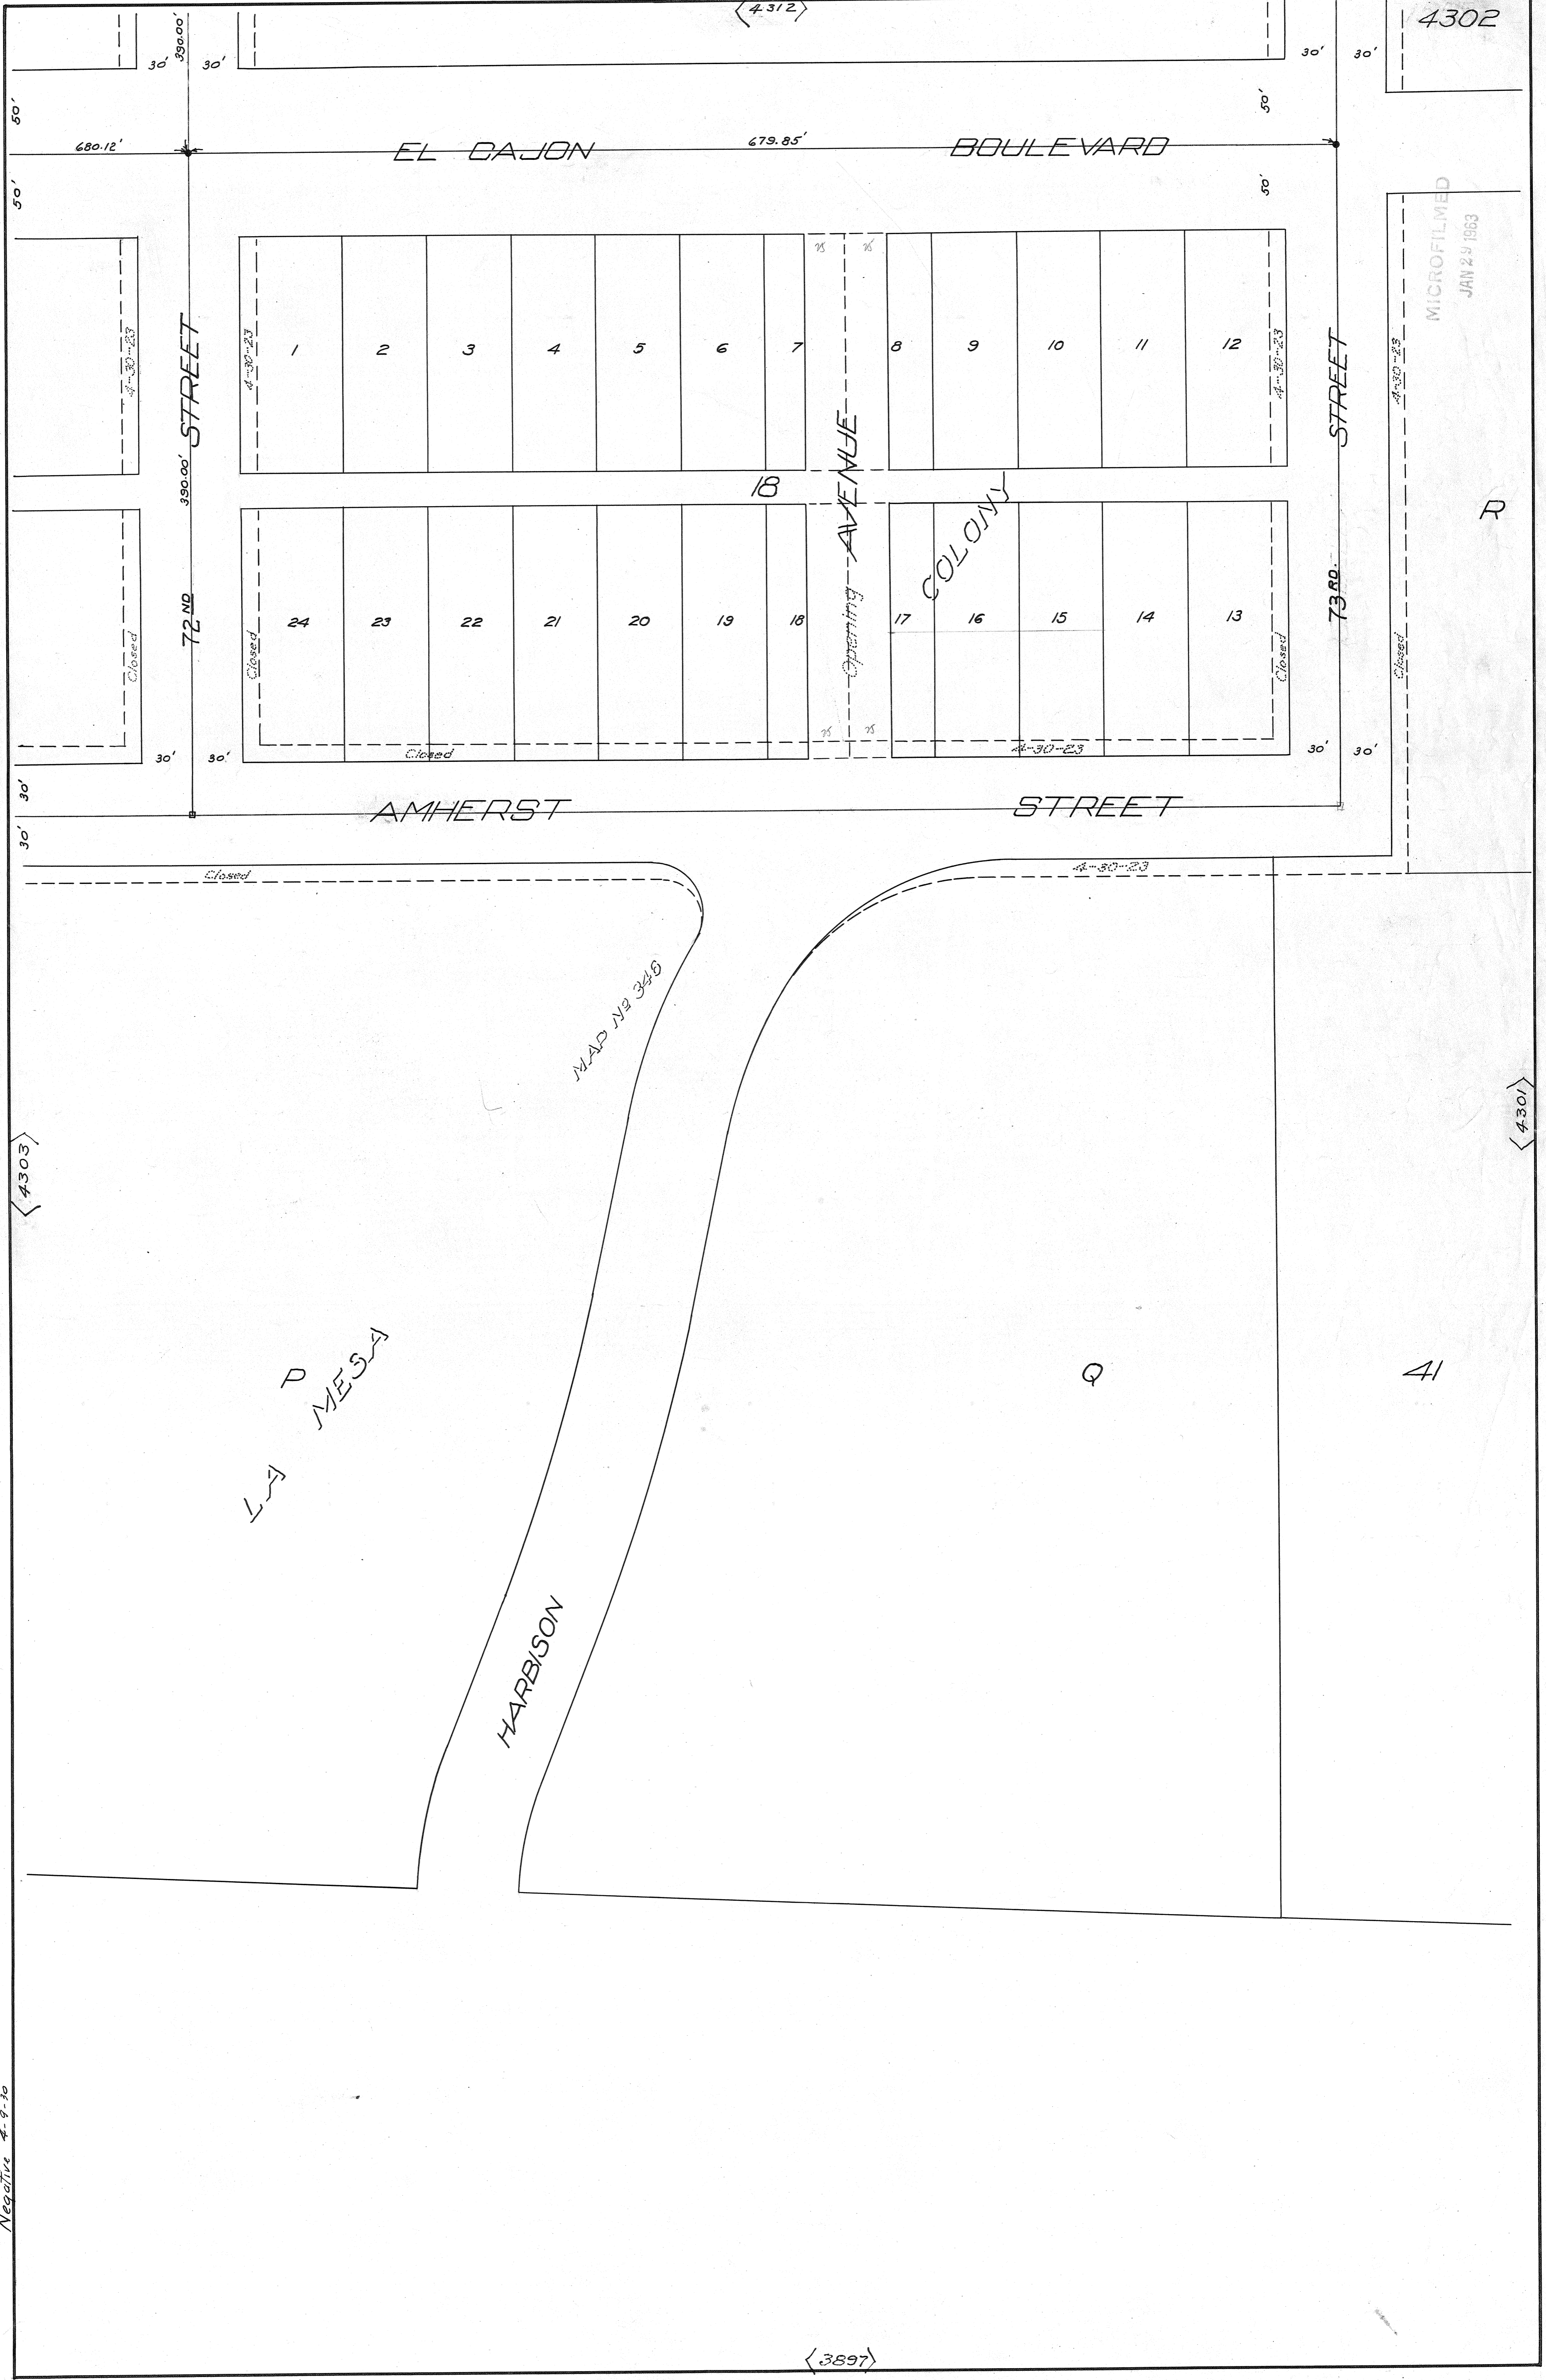 4312
4302
390.00'
30' 30'
30' 30'
50'
50'
680.12'
EL CAJON
679.85'
BOULEVARD
50'
50'
MICROFILMED
JAN 29 1963
25 25
4-30-23
72ND STREET
390.00'
4-30-23
1 2 3 4 5 6 7
8 9 10 11 12
4-30-23
73RD. STREET
4-30-23
18
Opening AVENUE
COLONY
R
Closed
Closed
24 23 22 21 20 19 18
17 16 15 14 13
Closed
Closed
25 25
Closed
4-30-23
30' 30'
30' 30'
30'
30'
AMHERST
STREET
Closed
4-30-23
MAP No 346
4303
4301
P
LA MESA
Q
41
HARBISON
Negative 4-9-30
3897